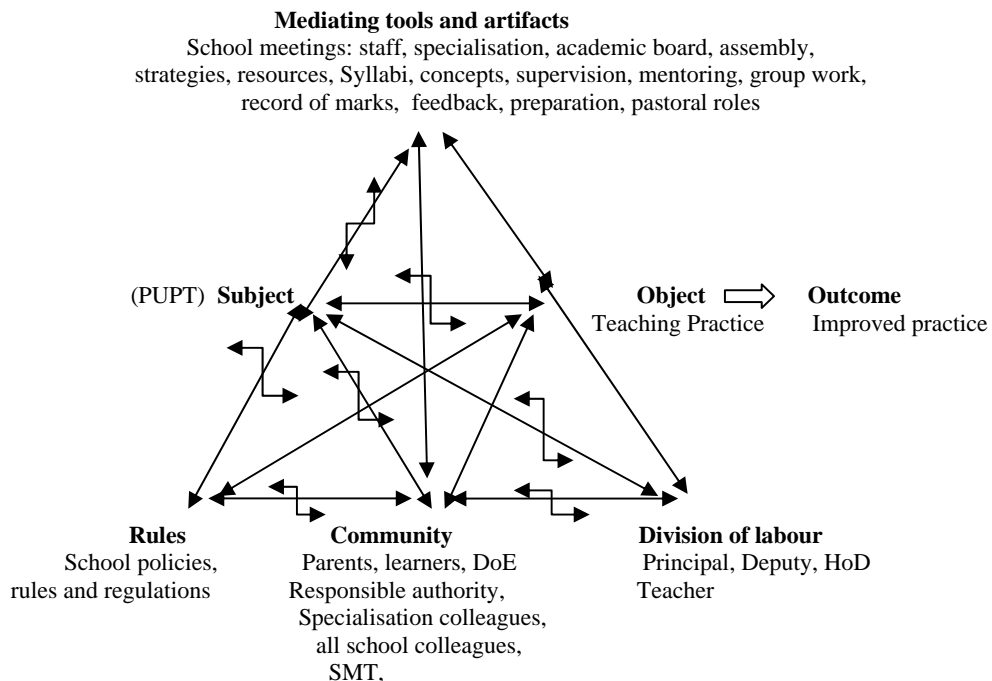 Mediating tools and artifacts
School meetings: staff, specialisation, academic board, assembly,
strategies, resources, Syllabi, concepts, supervision, mentoring, group work,
record of marks, feedback, preparation, pastoral roles
(PUPT) Subject
Object
Teaching Practice
Outcome
Improved practice
Rules
School policies,
rules and regulations
Community
Parents, learners, DoE
Responsible authority,
Specialisation colleagues,
all school colleagues,
SMT,
Division of labour
Principal, Deputy, HoD
Teacher